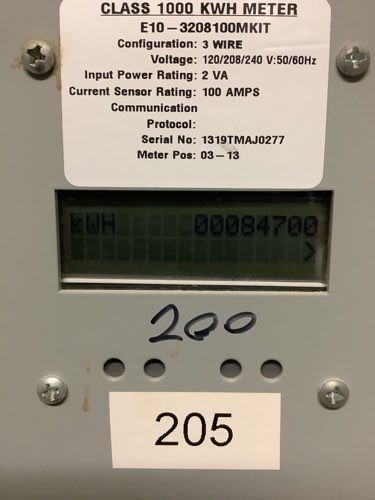 CLASS 1000 KWH METER
E10-3208100MKIT
Configuration: 3 WIRE
Voltage: 120/208/240 V:50/60Hz
Input Power Rating: 2 VA
Current Sensor Rating: 100 AMPS
Communication
Protocol:
Serial No: 1319TMAJ0277
Meter Pos: 03-13
kWH 00084700
>
200
205